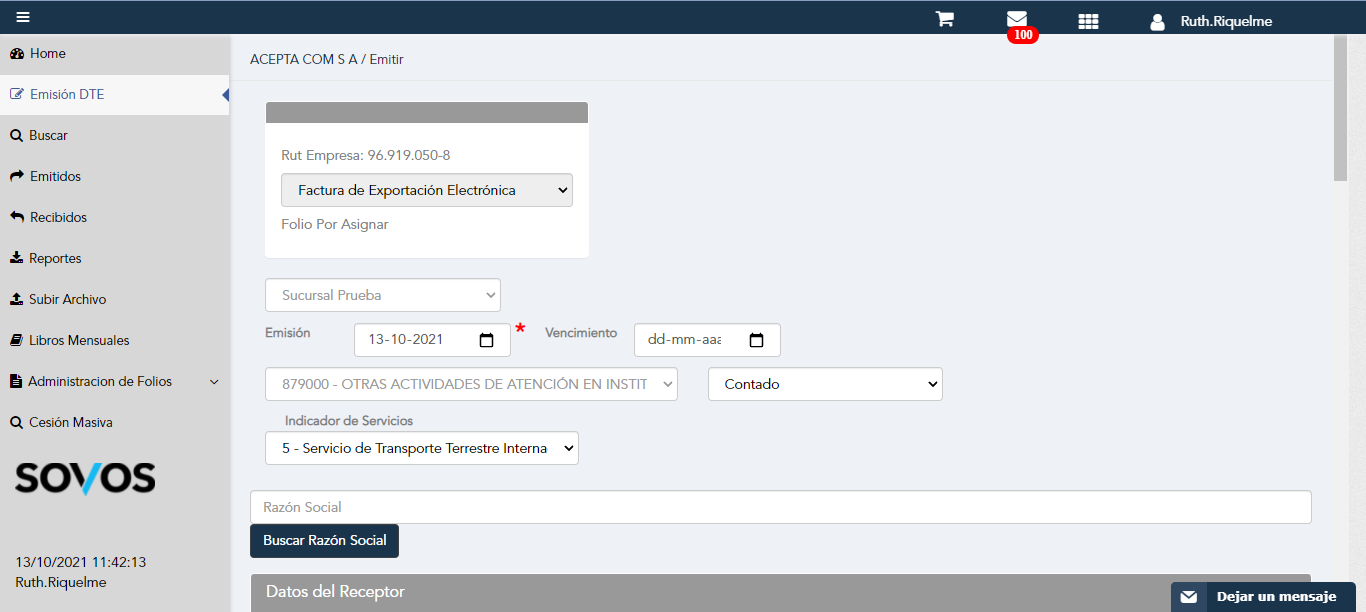 100
Ruth.Riquelme
Home
Emisión DTE
Buscar
Emitidos
Recibidos
Reportes
Subir Archivo
Libros Mensuales
Administracion de Folios
Cesión Masiva
SOVOS
13/10/2021 11:42:13
Ruth.Riquelme
ACEPTA COM S A / Emitir
Rut Empresa: 96.919.050-8
Factura de Exportación Electrónica
Folio Por Asignar
Sucursal Prueba
Emisión 13-10-2021 * Vencimiento dd-mm-aaa
879000 - OTRAS ACTIVIDADES DE ATENCIÓN EN INSTIT Contado
Indicador de Servicios
5 - Servicio de Transporte Terrestre Interna
Razón Social
Buscar Razón Social
Datos del Receptor
Dejar un mensaje